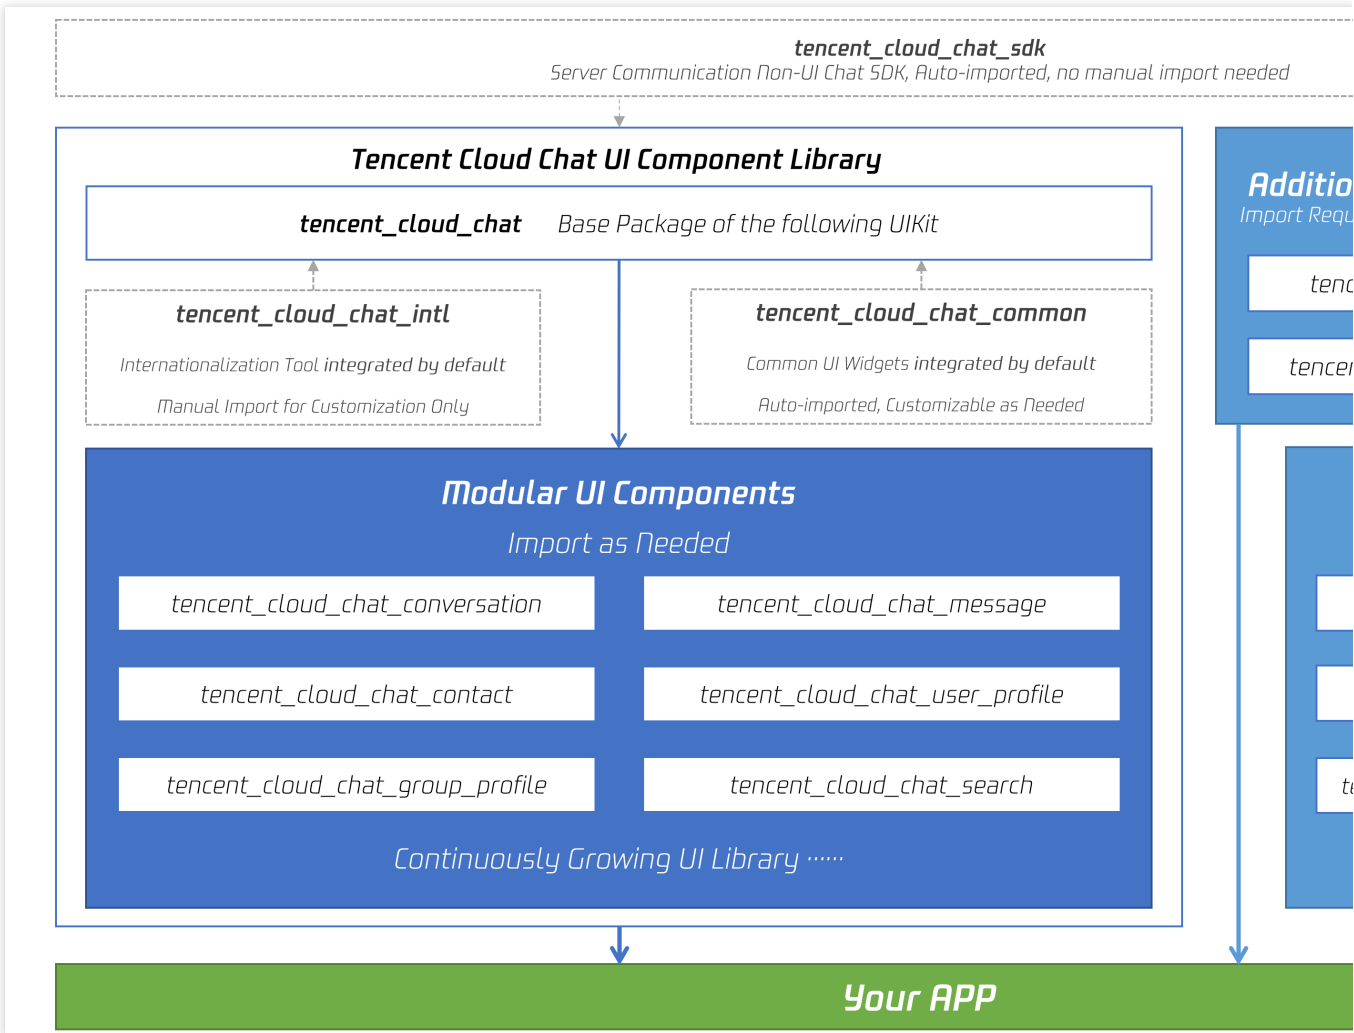 tencent_cloud_chat_sdk
Server Communication Non-UI Chat SDK, Auto-imported, no manual import needed
Tencent Cloud Chat UI Component Library
tencent_cloud_chat Base Package of the following UIKit
tencent_cloud_chat_intl
Internationalization Tool integrated by default
Manual Import for Customization Only
tencent_cloud_chat_common
Common UI Widgets integrated by default
Auto-imported, Customizable as Needed
Modular UI Components
Import as Needed
tencent_cloud_chat_conversation
tencent_cloud_chat_message
tencent_cloud_chat_contact
tencent_cloud_chat_user_profile
tencent_cloud_chat_group_profile
tencent_cloud_chat_search
Continuously Growing UI Library ······
Import
Your APP